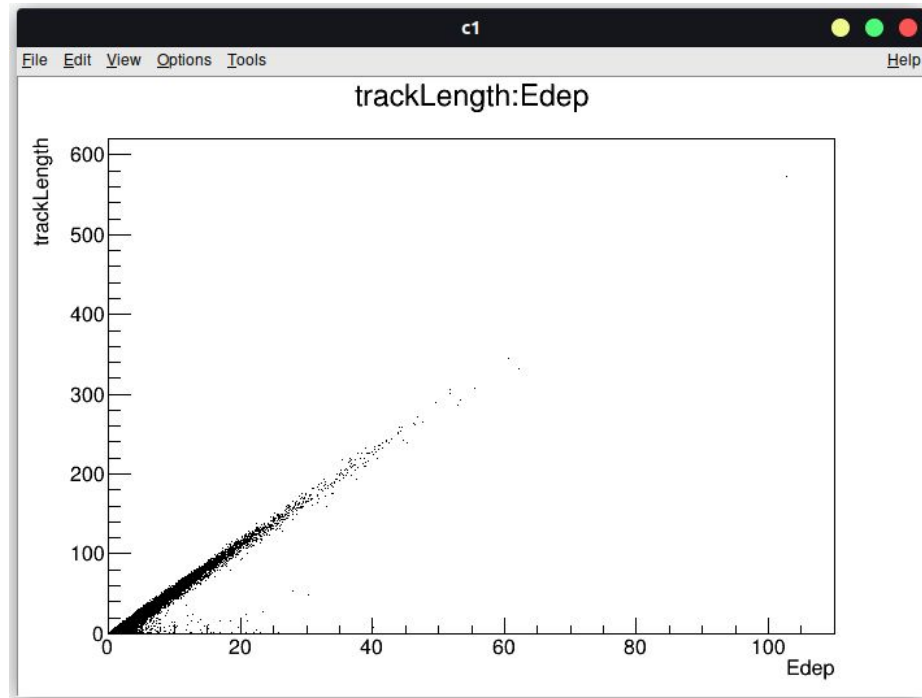 c1
File Edit View Options Tools Help
trackLength:Edep
trackLength
600
500
400
300
200
100
0
0 20 40 60 80 100
Edep